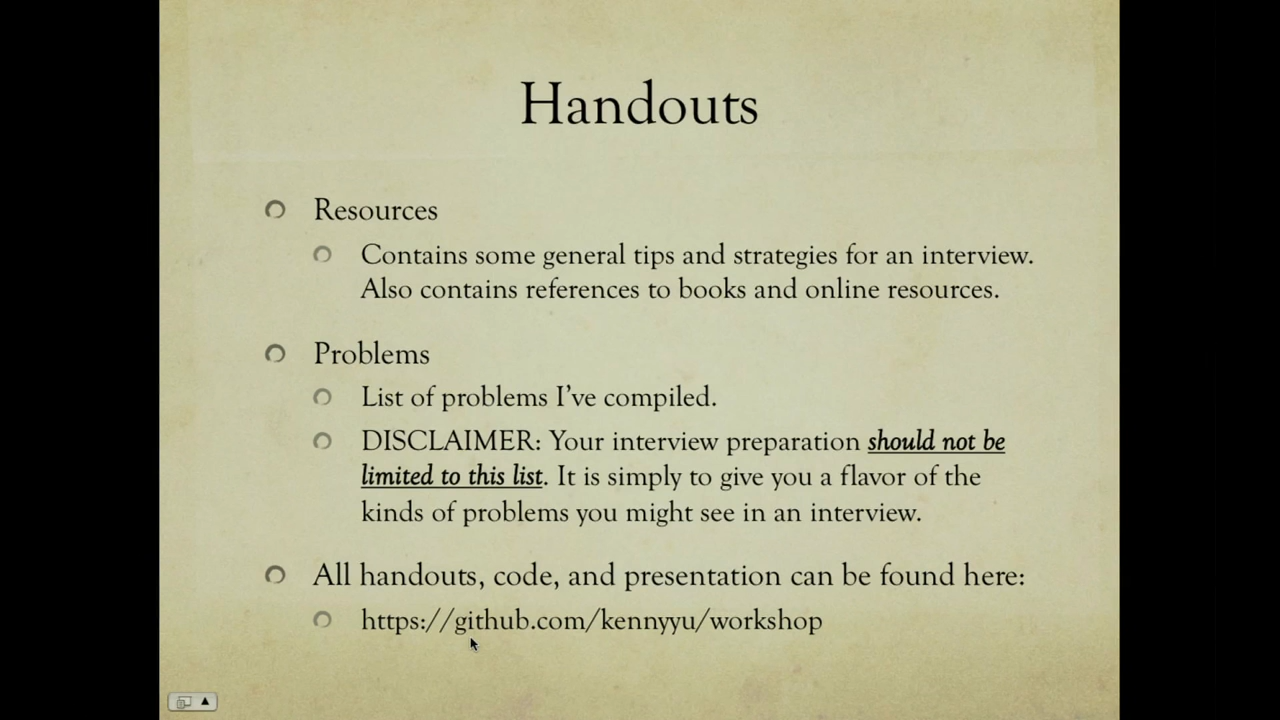 Handouts
Resources
Contains some general tips and strategies for an interview.
Also contains references to books and online resources.
Problems
List of problems I've compiled.
DISCLAIMER: Your interview preparation should not be
limited to this list. It is simply to give you a flavor of the
kinds of problems you might see in an interview.
All handouts, code, and presentation can be found here:
https://github.com/kennyyu/workshop